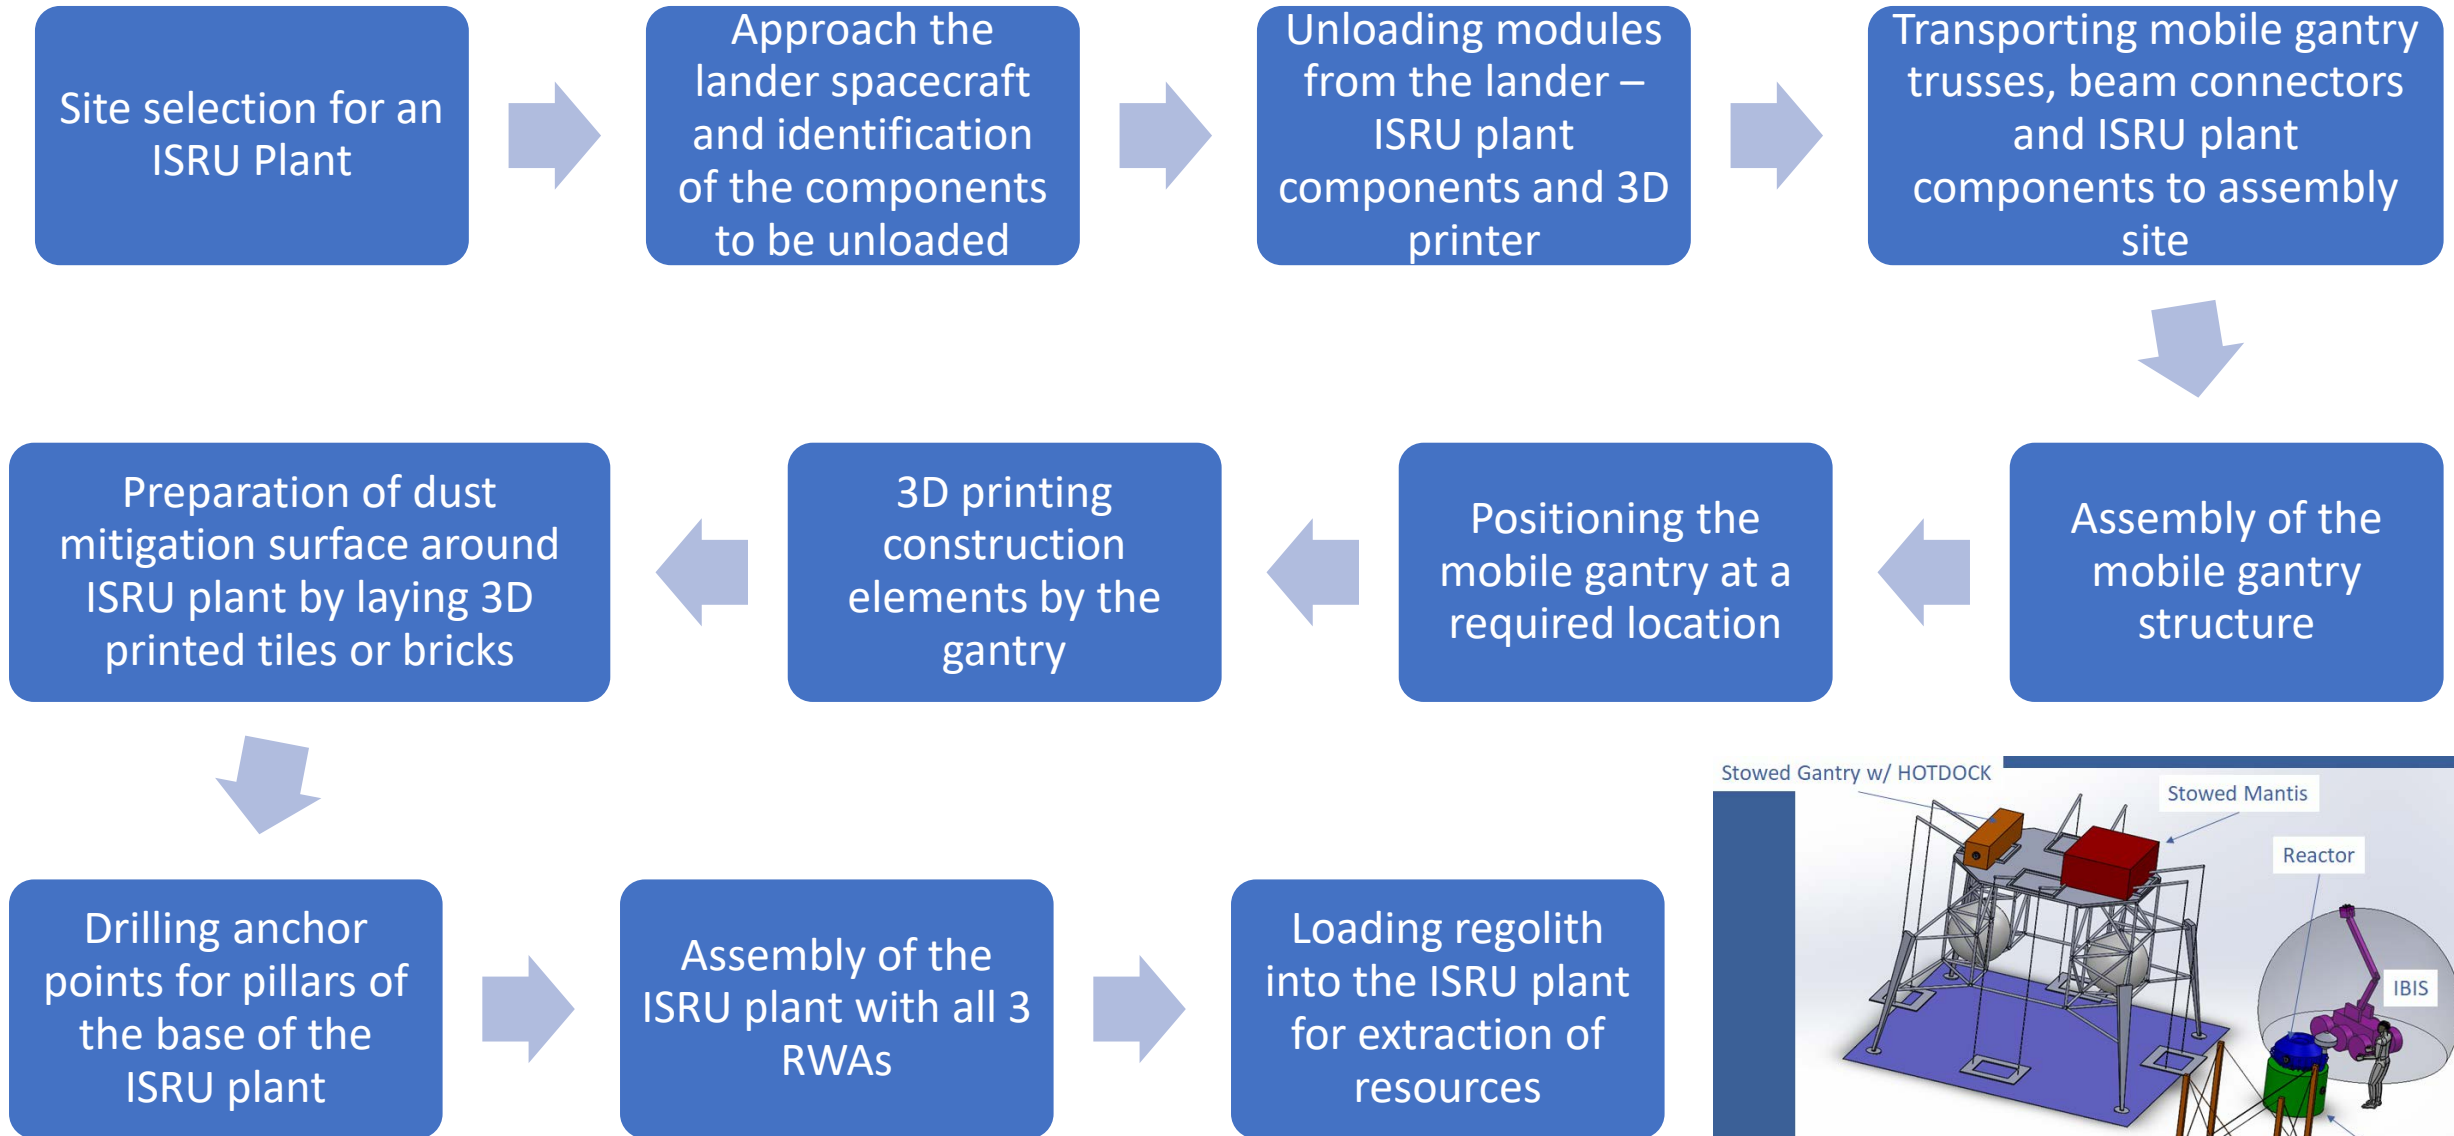 Site selection for an
ISRU Plant
Approach the
lander spacecraft
and identification
of the components
to be unloaded
Unloading modules
from the lander –
ISRU plant
components and 3D
printer
Transporting mobile gantry
trusses, beam connectors
and ISRU plant
components to assembly
site
Assembly of the
mobile gantry
structure
Positioning the
mobile gantry at a
required location
3D printing
construction
elements by the
gantry
Preparation of dust
mitigation surface around
ISRU plant by laying 3D
printed tiles or bricks
Drilling anchor
points for pillars of
the base of the
ISRU plant
Assembly of the
ISRU plant with all 3
RWAs
Loading regolith
into the ISRU plant
for extraction of
resources
Stowed Gantry w/ HOTDOCK
Stowed Mantis
Reactor
IBIS